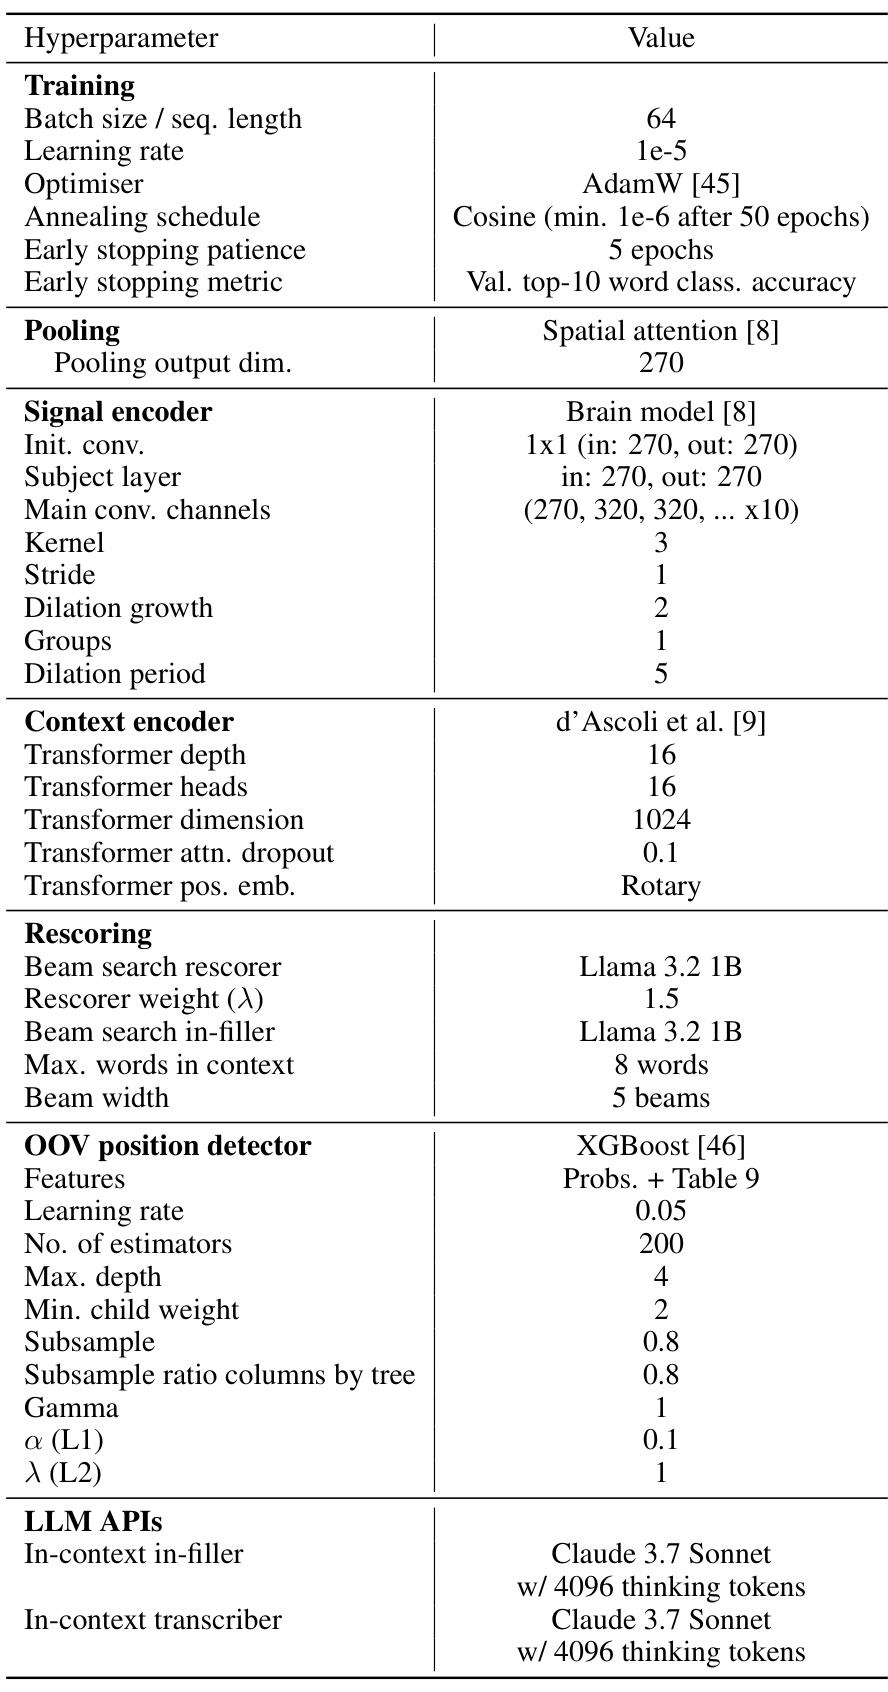 Hyperparameter Value
Training
Batch size / seq. length 64
Learning rate 1e-5
Optimiser AdamW [45]
Annealing schedule Cosine (min. 1e-6 after 50 epochs)
Early stopping patience 5 epochs
Early stopping metric Val. top-10 word class. accuracy
Pooling Spatial attention [8]
Pooling output dim. 270
Signal encoder Brain model [8]
Init. conv. 1x1 (in: 270, out: 270)
Subject layer in: 270, out: 270
Main conv. channels (270, 320, 320, ... x10)
Kernel 3
Stride 1
Dilation growth 2
Groups 1
Dilation period 5
Context encoder d'Ascoli et al. [9]
Transformer depth 16
Transformer heads 16
Transformer dimension 1024
Transformer attn. dropout 0.1
Transformer pos. emb. Rotary
Rescoring
Beam search rescorer Llama 3.2 1B
Rescorer weight (λ) 1.5
Beam search in-filler Llama 3.2 1B
Max. words in context 8 words
Beam width 5 beams
OOV position detector XGBoost [46]
Features Probs. + Table 9
Learning rate 0.05
No. of estimators 200
Max. depth 4
Min. child weight 2
Subsample 0.8
Subsample ratio columns by tree 0.8
Gamma 1
α (L1) 0.1
λ (L2) 1
LLM APIs
In-context in-filler Claude 3.7 Sonnet
w/ 4096 thinking tokens
In-context transcriber Claude 3.7 Sonnet
w/ 4096 thinking tokens